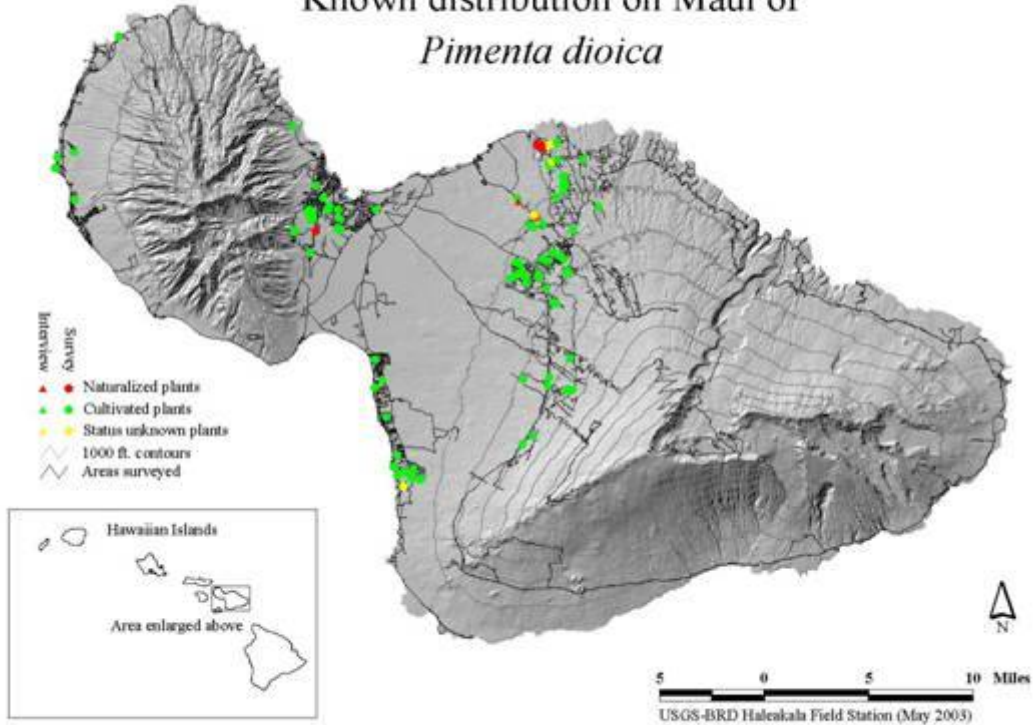 Known distribution on Maui of
Pimenta dioica
Interview
Survey
Naturalized plants
Cultivated plants
Status unknown plants
1000 ft. contours
Areas surveyed
Hawaiian Islands
Area enlarged above
N
5 0 5 10 Miles
USGS-BRD Haleakala Field Station (May 2003)